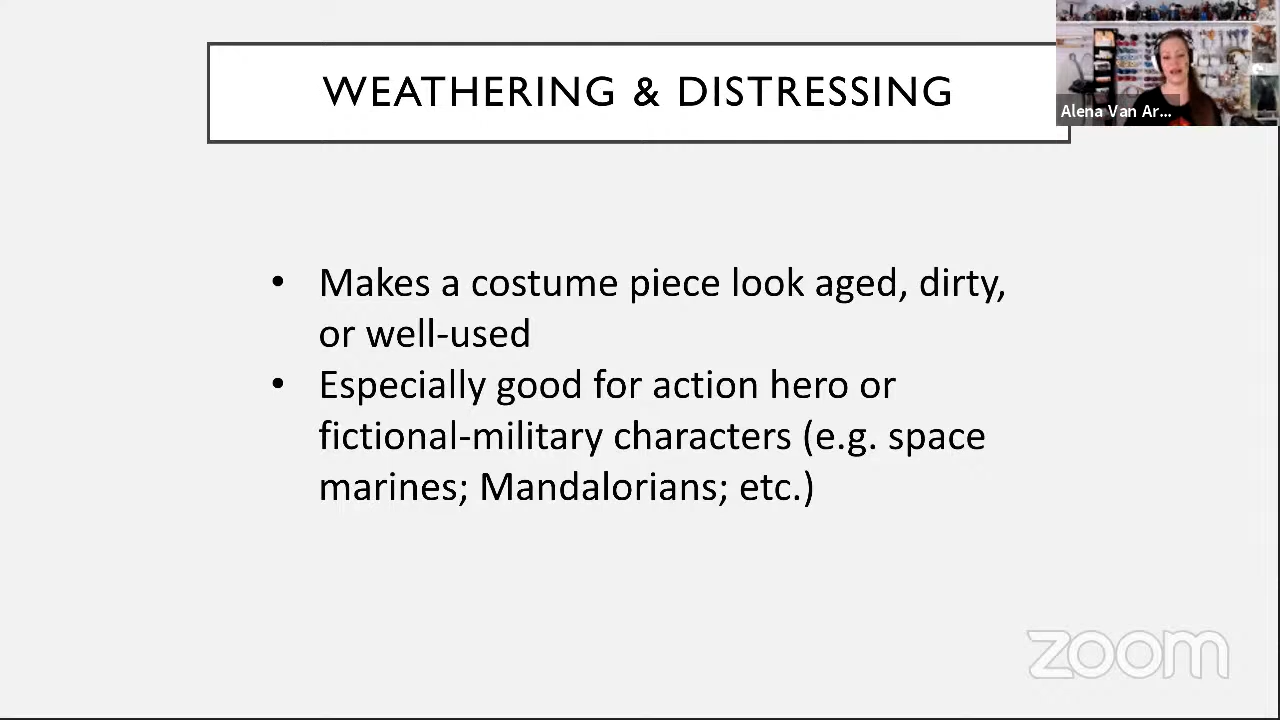 WEATHERING & DISTRESSING
Alena Van Ar...
• Makes a costume piece look aged, dirty,
or well-used
• Especially good for action hero or
fictional-military characters (e.g. space
marines; Mandalorians; etc.)
zoom